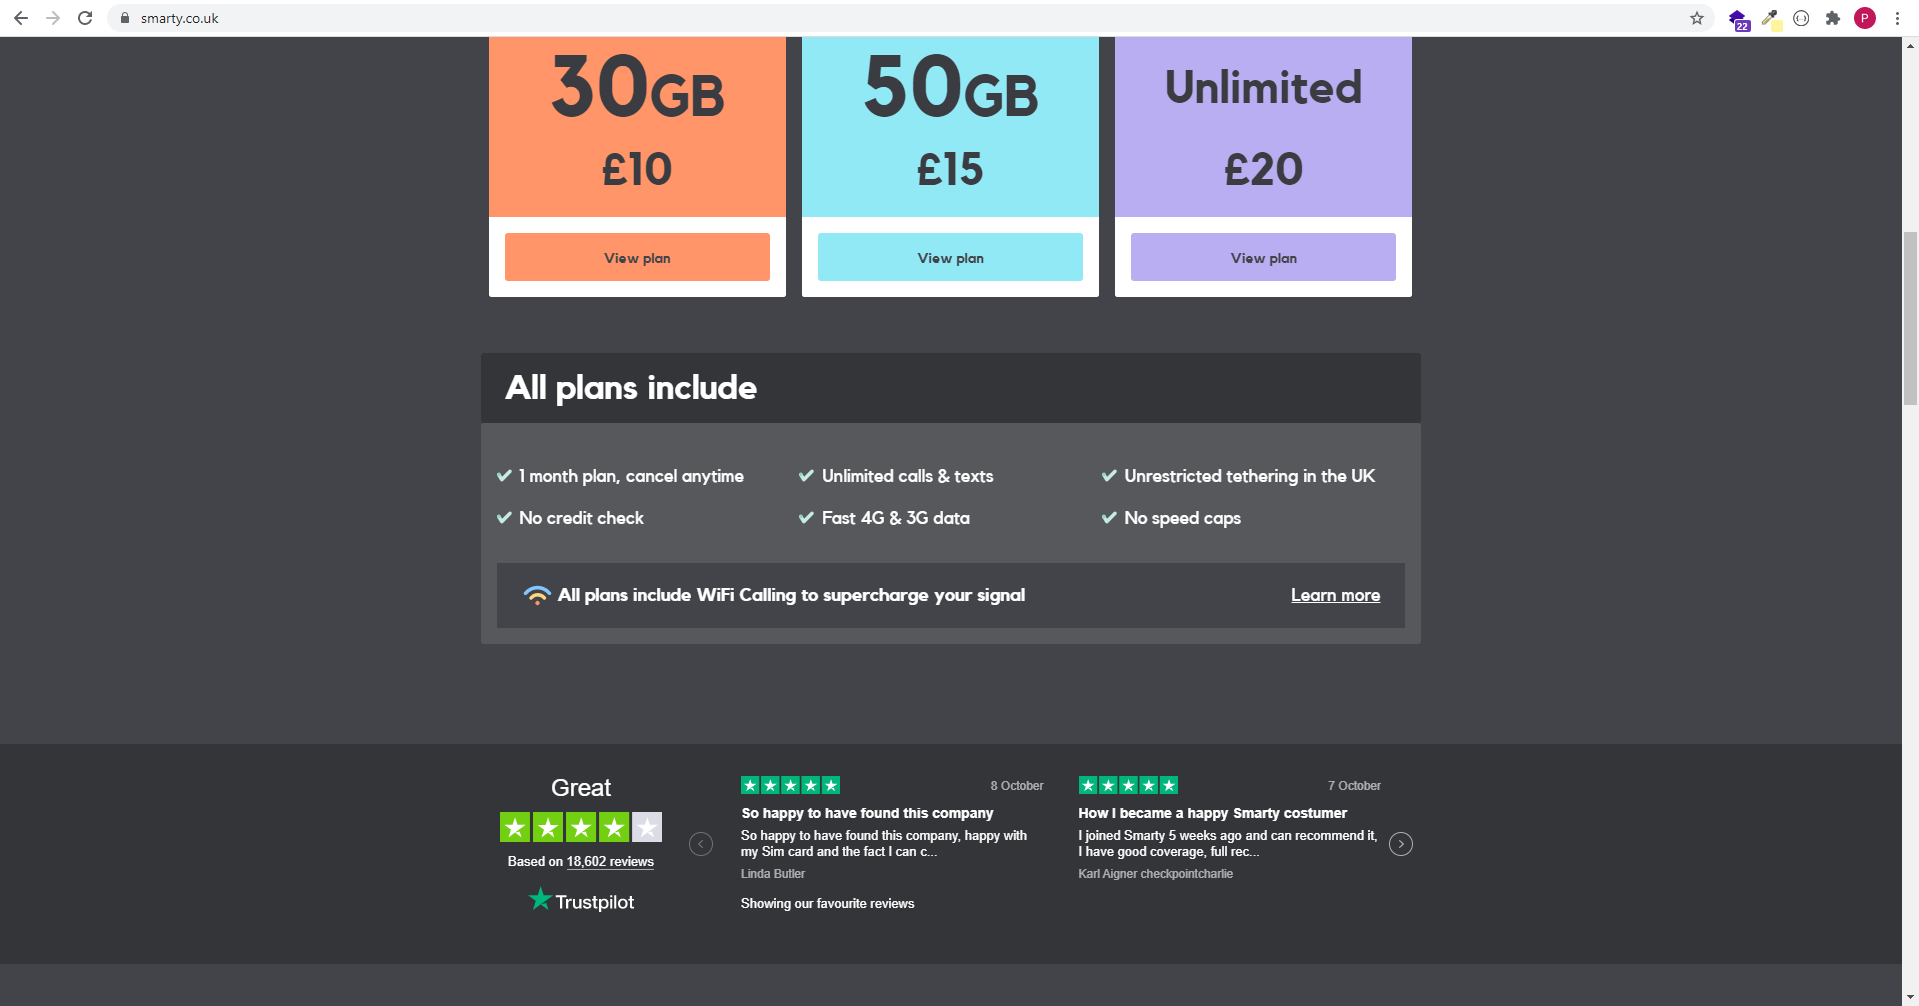 smarty.co.uk
22
P
30GB
50GB
Unlimited
£10
£15
£20
View plan
View plan
View plan
All plans include
1 month plan, cancel anytime
Unlimited calls & texts
Unrestricted tethering in the UK
No credit check
Fast 4G & 3G data
No speed caps
All plans include WiFi Calling to supercharge your signal
Learn more
Great
Based on 18,602 reviews
Trustpilot
8 October
So happy to have found this company
So happy to have found this company, happy with
my Sim card and the fact I can c...
Linda Butler
Showing our favourite reviews
7 October
How I became a happy Smarty costumer
I joined Smarty 5 weeks ago and can recommend it,
I have good coverage, full rec...
Karl Aigner checkpointcharlie